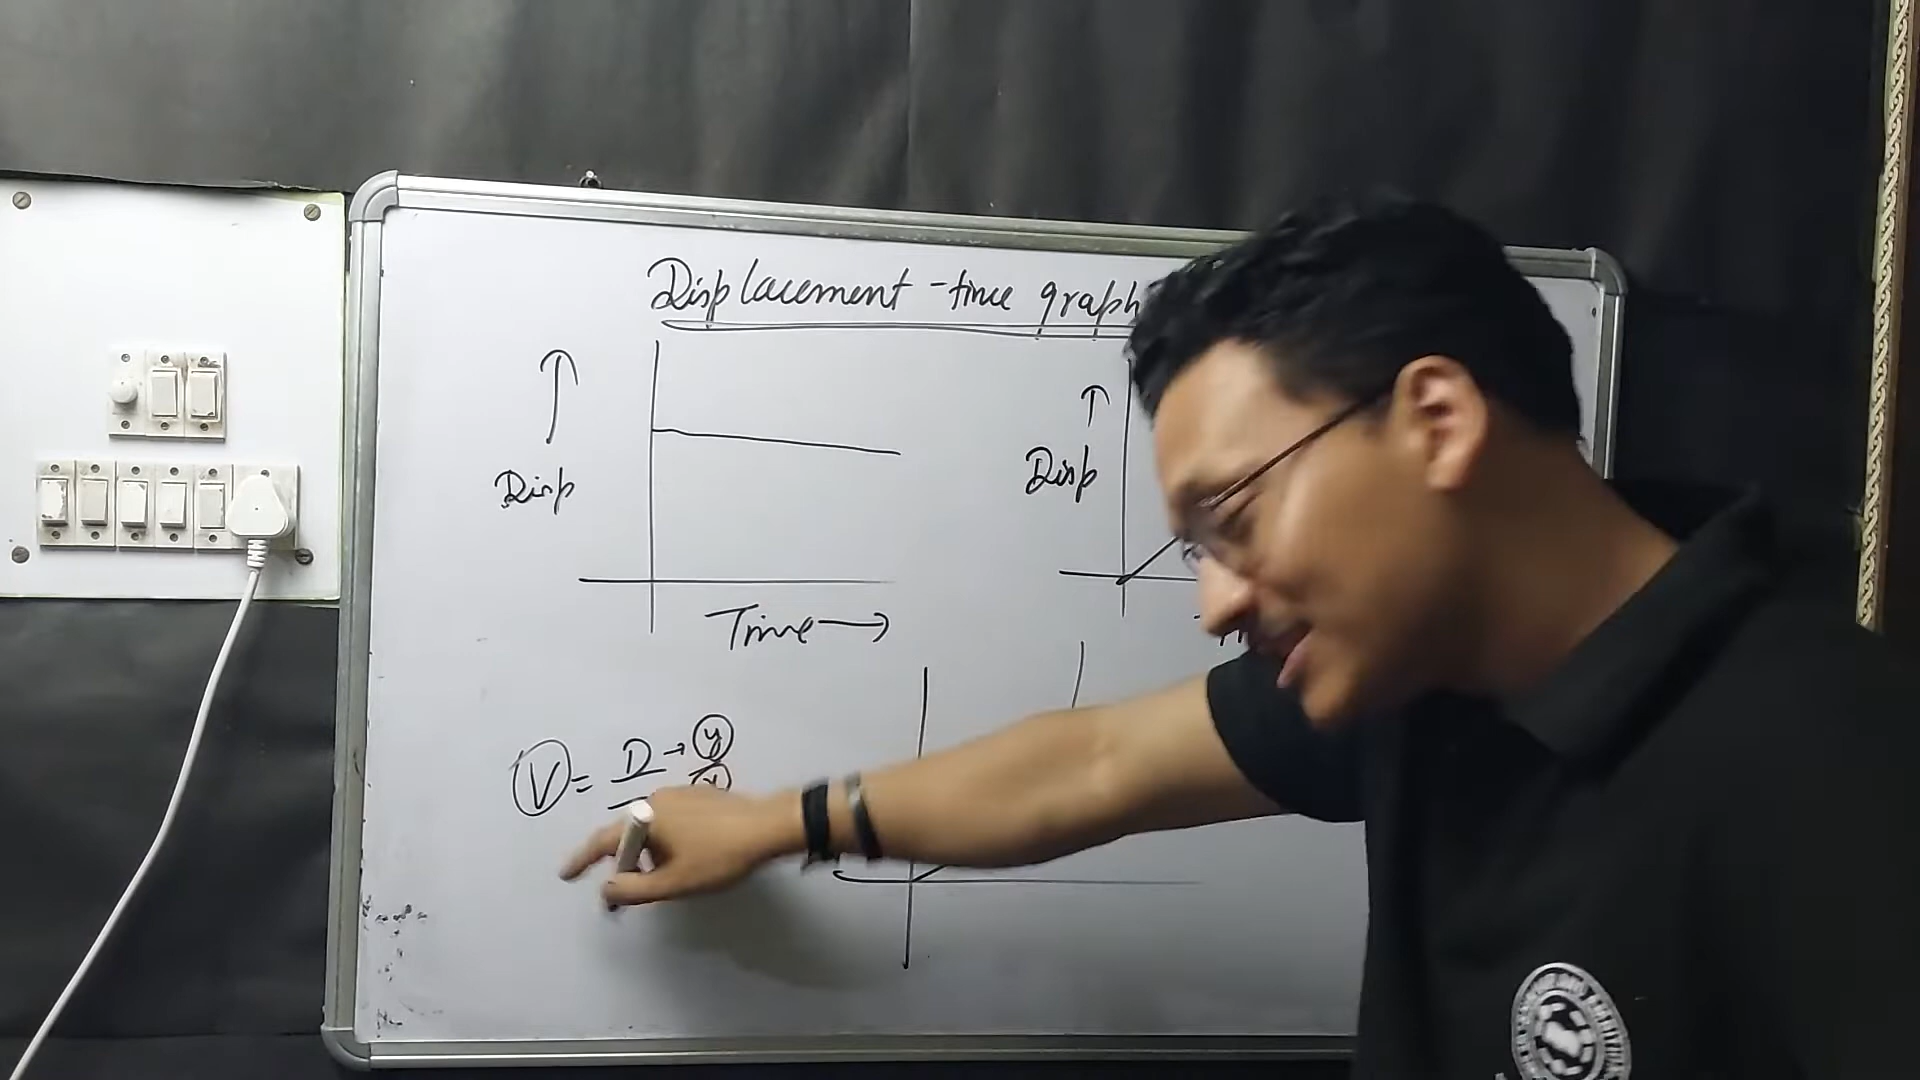 Displacement-time graph
Disp
Disp
Time
V = D → y